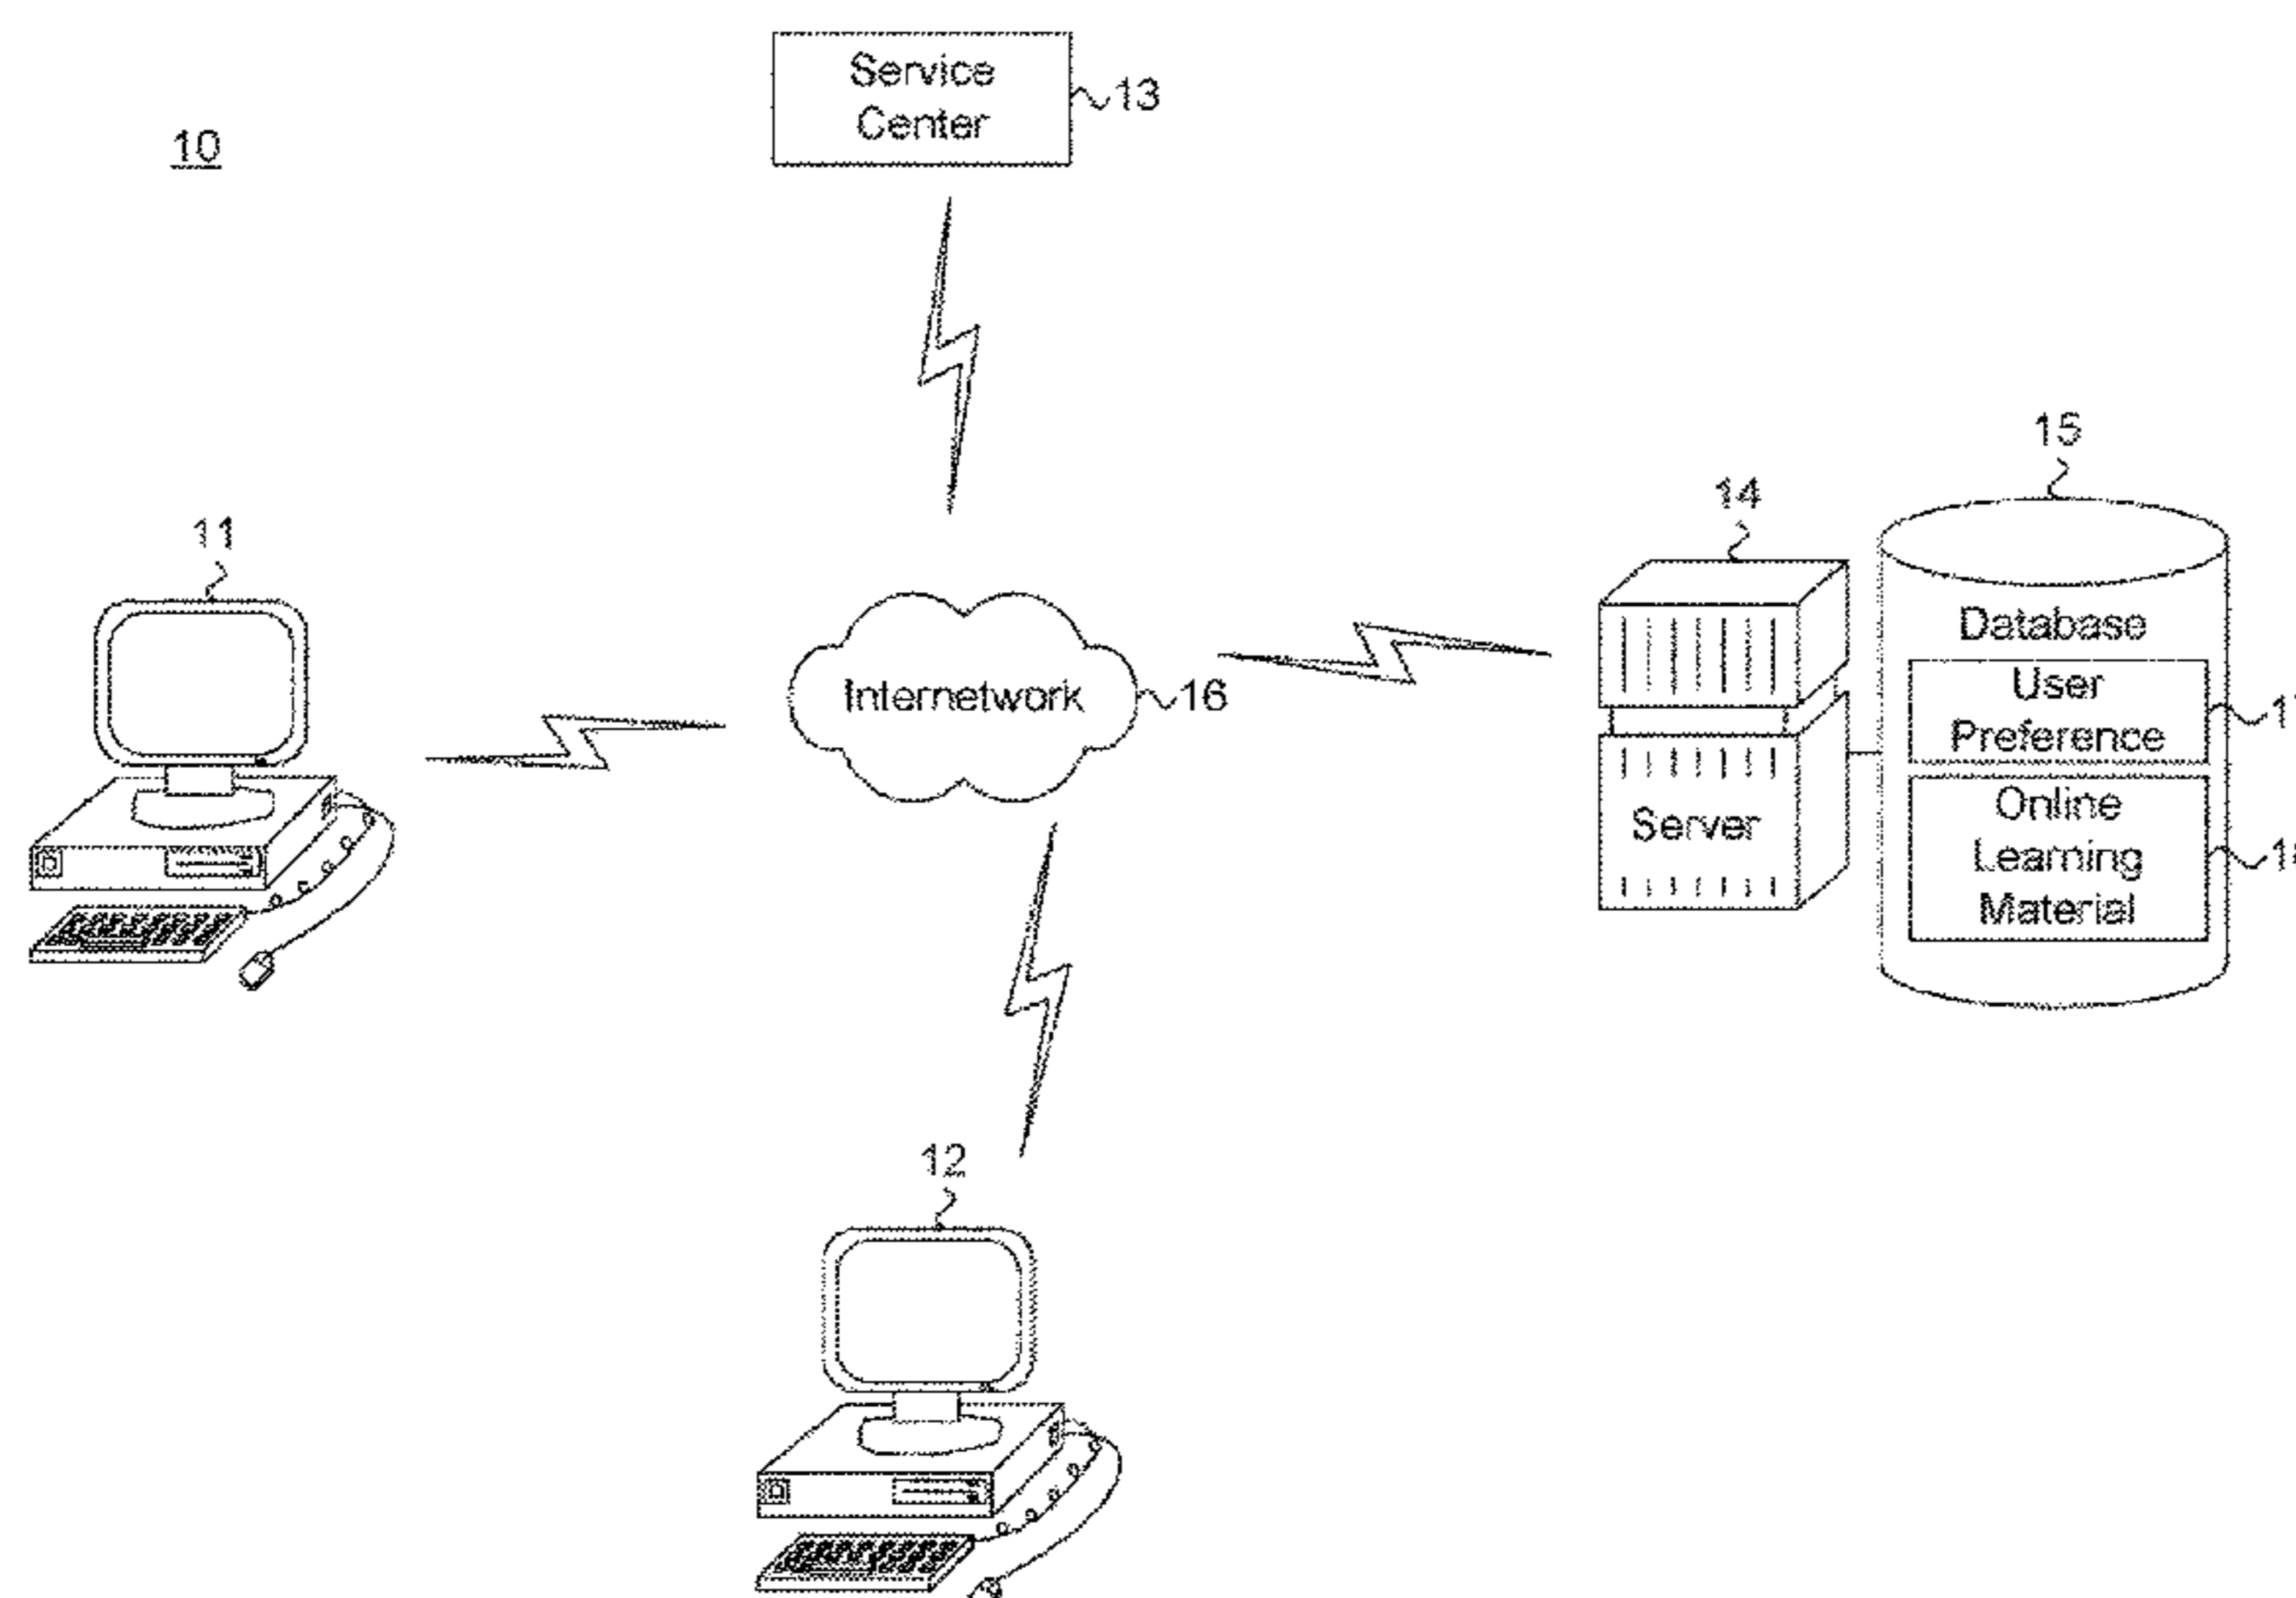 10
Service
Center
13
11
Internetwork
16
14
Server
15
Database
User
Preference
Online
Learning
Material
12